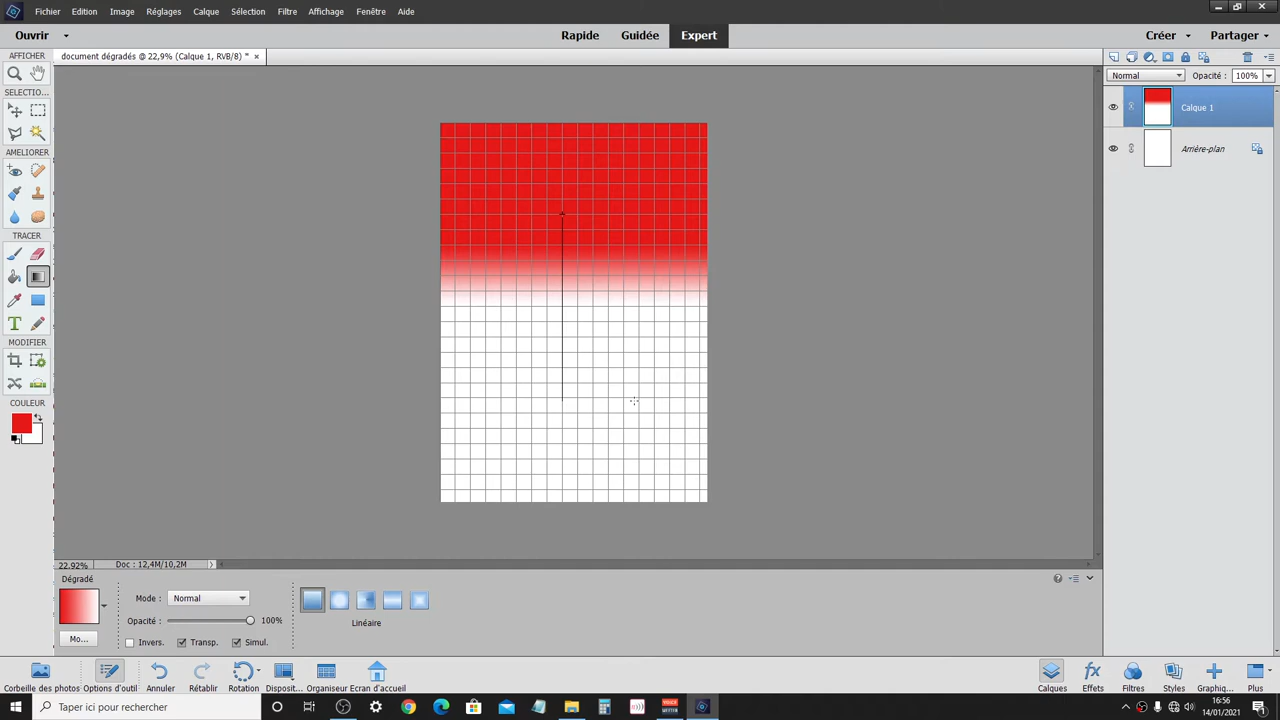 Fichier Edition Image Réglages Calque Sélection Filtre Affichage Fenêtre Aide
Ouvrir Rapide Guidée Expert Créer Partager
AFFICHER document dégradés @ 22,9% (Calque 1, RVB/8) * ×
Normal Opacité : 100%
SELECTIO...
Calque 1
Arrière-plan
AMELIORER
TRACER
MODIFIER
COULEUR
22,92% Doc : 12,4M/10,2M
Dégradé
Mode : Normal
Opacité : 100%
Linéaire
Mo... Invers. Transp. Simul.
Corbeille des photos Options d'outil Annuler Rétablir Rotation Disposit... Organiseur Ecran d'accueil Calques Effets Filtres Styles Graphiq... Plus
Taper ici pour rechercher
16:56
14/01/2021